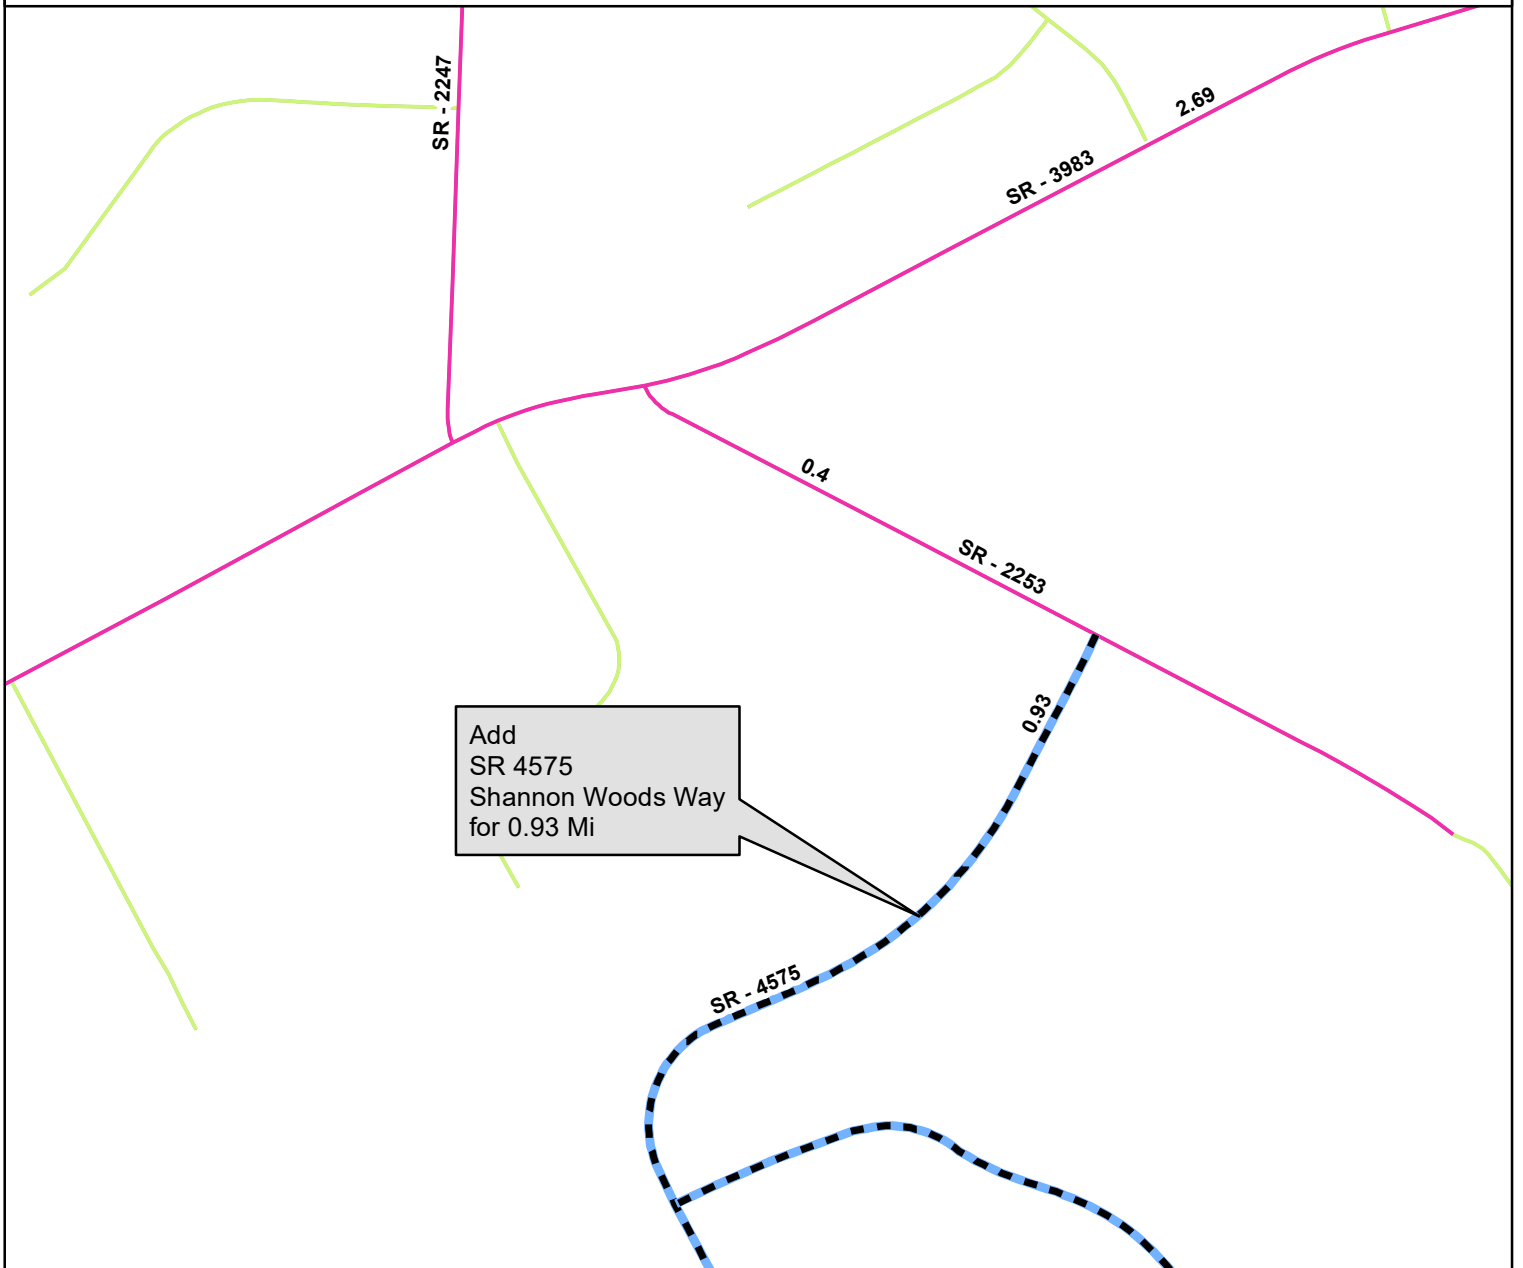 SR - 2247
2.69
SR - 3983
0.4
SR - 2253
0.93
Add
SR 4575
Shannon Woods Way
for 0.93 Mi
SR - 4575